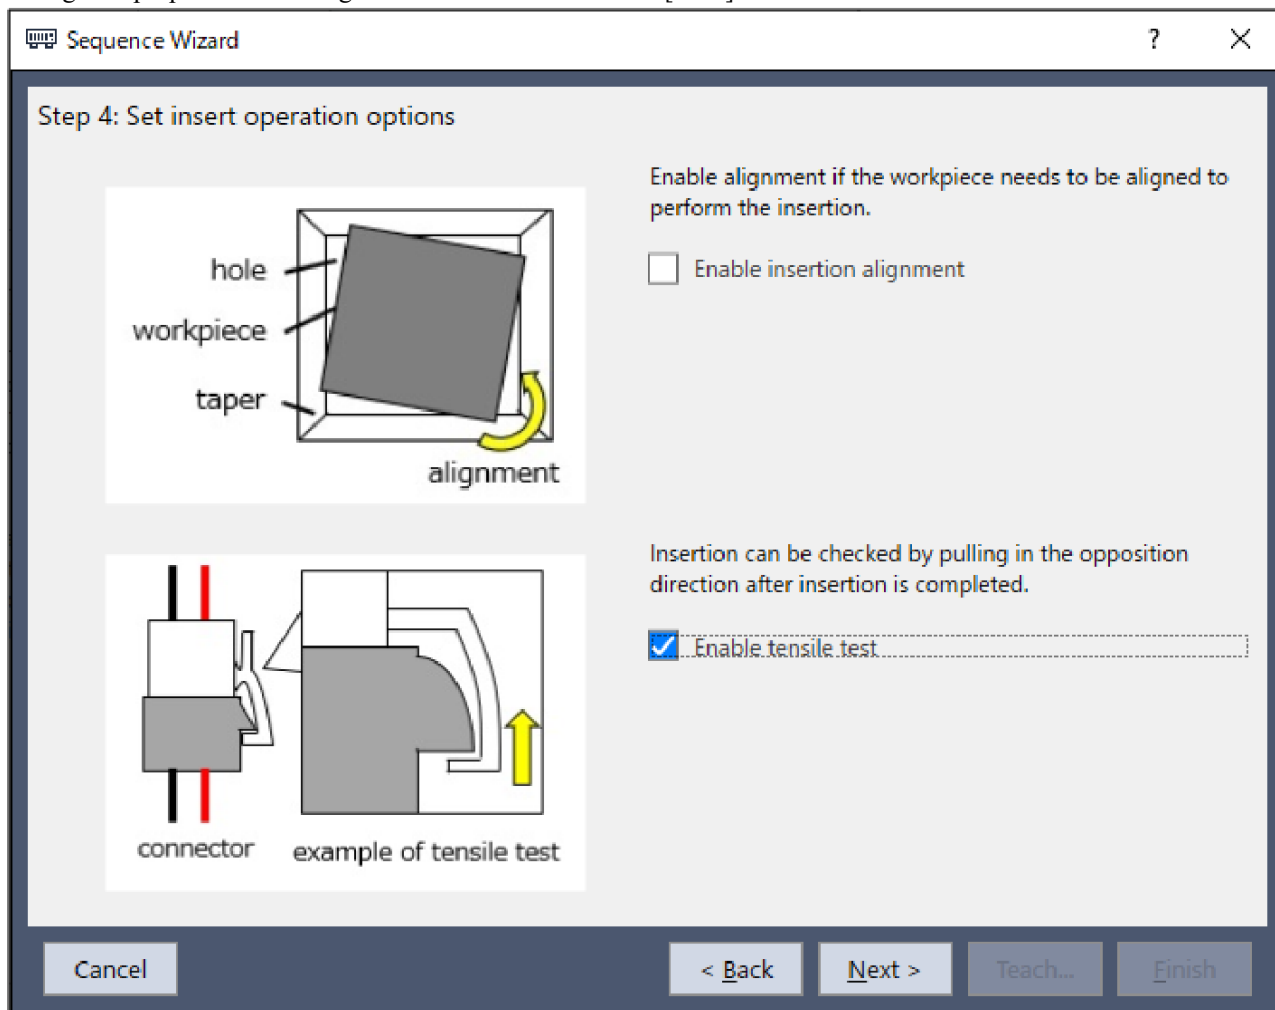 Sequence Wizard
?
Step 4: Set insert operation options
hole
workpiece
taper
alignment
Enable alignment if the workpiece needs to be aligned to
perform the insertion.
Enable insertion alignment
connector
example of tensile test
Insertion can be checked by pulling in the opposition
direction after insertion is completed.
Enable tensile test
Cancel
< Back
Next >
Teach...
Finish